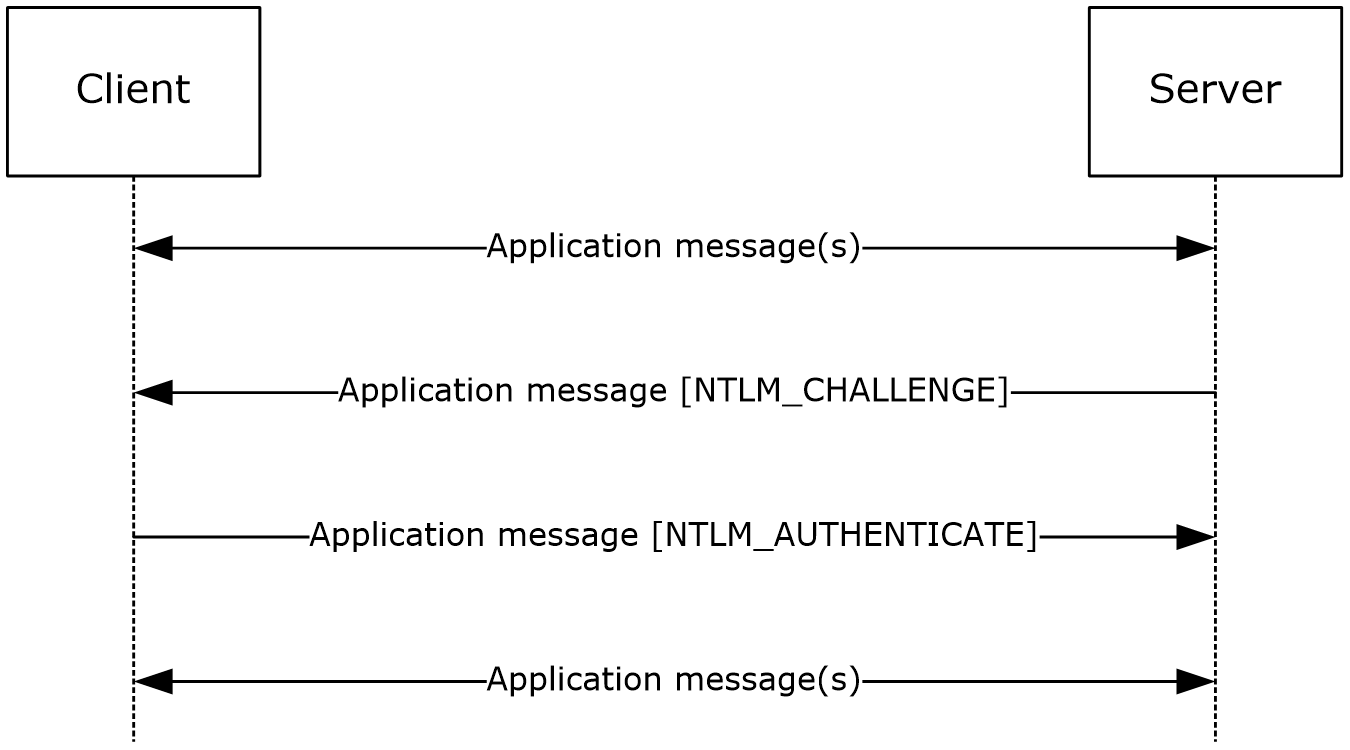 Client
Server
Application message(s)
Application message [NTLM_CHALLENGE]
Application message [NTLM_AUTHENTICATE]
Application message(s)